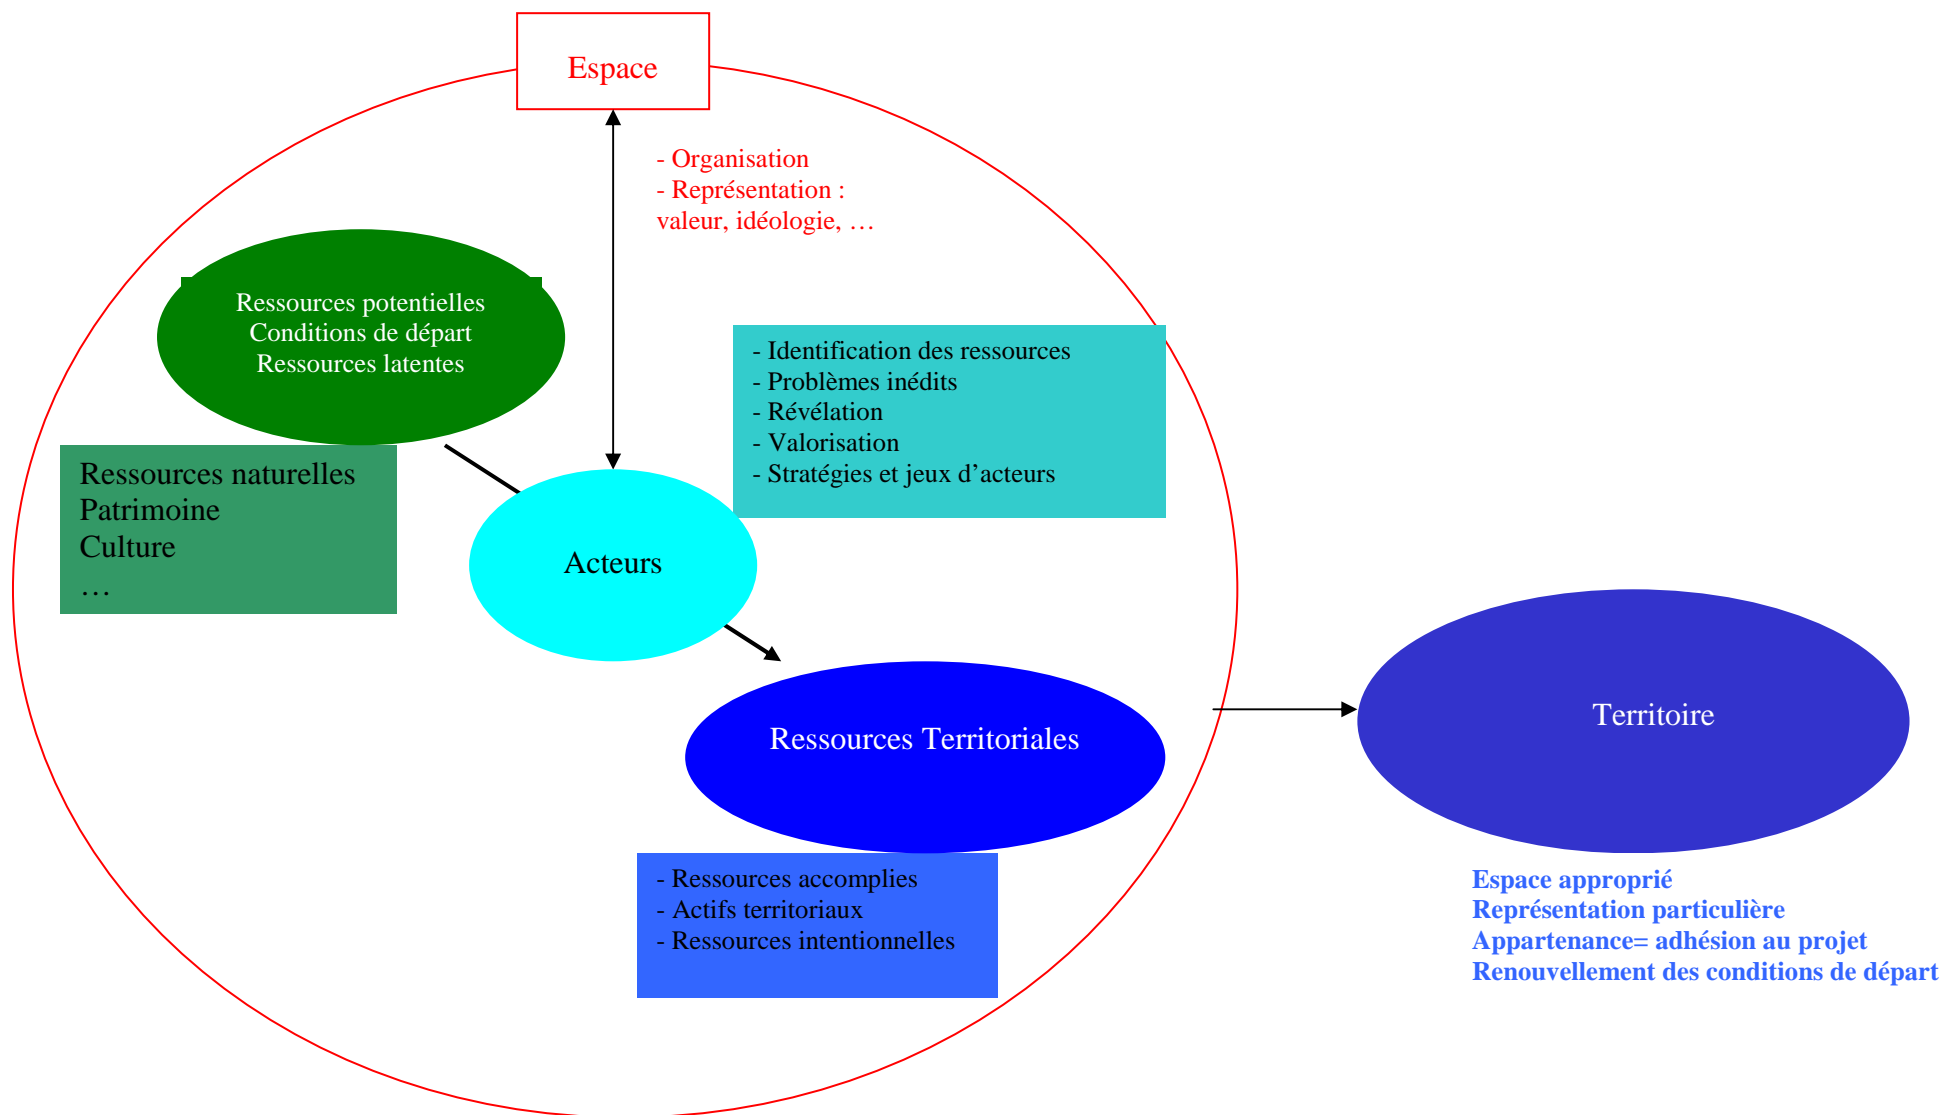 Espace
- Organisation
- Représentation :
valeur, idéologie, …
Ressources potentielles
Conditions de départ
Ressources latentes
- Identification des ressources
- Problèmes inédits
- Révélation
- Valorisation
- Stratégies et jeux d’acteurs
Ressources naturelles
Patrimoine
Culture
…
Acteurs
Ressources Territoriales
Territoire
- Ressources accomplies
- Actifs territoriaux
- Ressources intentionnelles
Espace approprié
Représentation particulière
Appartenance= adhésion au projet
Renouvellement des conditions de départ